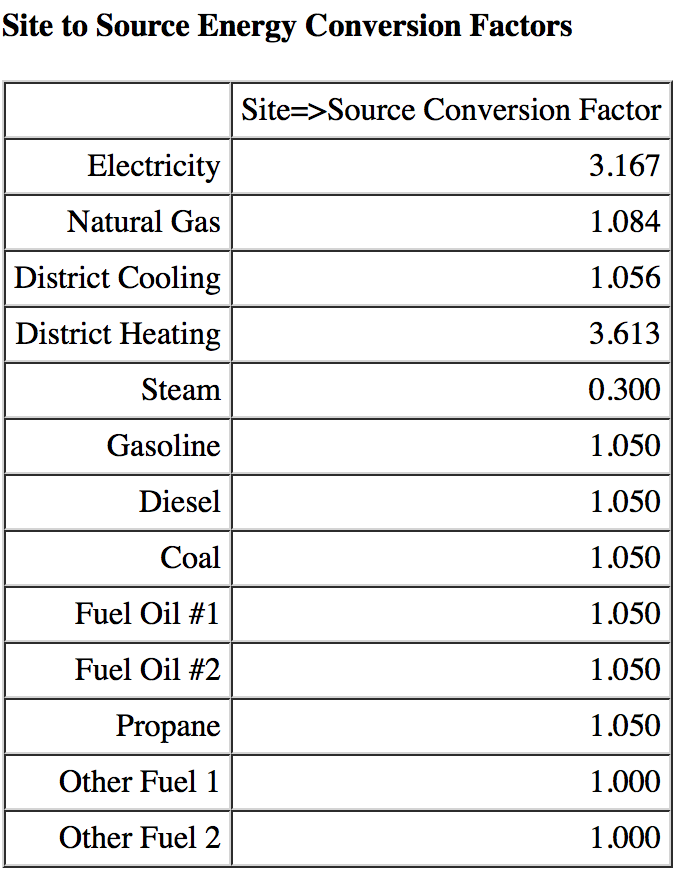 Site to Source Energy Conversion Factors
Site=>Source Conversion Factor
Electricity 3.167
Natural Gas 1.084
District Cooling 1.056
District Heating 3.613
Steam 0.300
Gasoline 1.050
Diesel 1.050
Coal 1.050
Fuel Oil #1 1.050
Fuel Oil #2 1.050
Propane 1.050
Other Fuel 1 1.000
Other Fuel 2 1.000